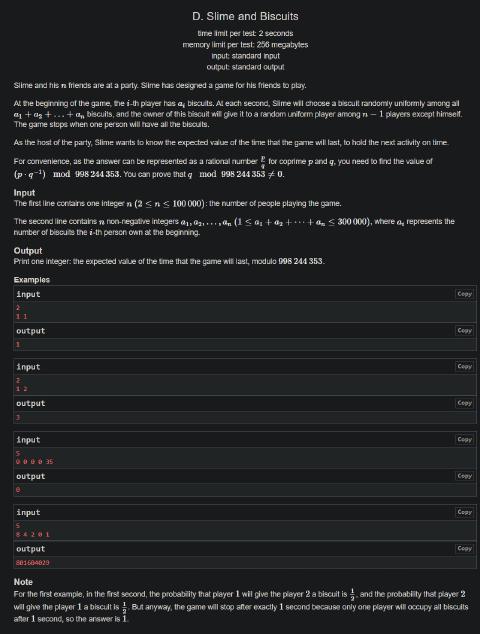 D. Slime and Biscuits
time limit per test: 2 seconds
memory limit per test: 256 megabytes
input: standard input
output: standard output
Slime and his n friends are at a party. Slime has designed a game for his friends to play.
At the beginning of the game, the i-th player has a_i biscuits. At each second, Slime will choose a biscuit randomly uniformly among all
a_1 + a_2 + … + a_n biscuits, and the owner of this biscuit will give it to a random uniform player among n − 1 players except himself.
The game stops when one person will have all the biscuits.
As the host of the party, Slime wants to know the expected value of the time that the game will last, to hold the next activity on time.
For convenience, as the answer can be represented as a rational number p/q for coprime p and q, you need to find the value of
(p · q^−1) mod 998 244 353. You can prove that q mod 998 244 353 ≠ 0.
Input
The first line contains one integer n (2 ≤ n ≤ 100 000): the number of people playing the game.
The second line contains n non-negative integers a_1, a_2, …, a_n (1 ≤ a_1 + a_2 + ⋯ + a_n ≤ 300 000), where a_i represents the
number of biscuits the i-th person own at the beginning.
Output
Print one integer: the expected value of the time that the game will last, modulo 998 244 353.
Examples
input
Copy
2
1 1
output
Copy
1
input
Copy
2
1 2
output
Copy
3
input
Copy
5
0 0 0 0 35
output
Copy
0
input
Copy
5
8 4 2 0 1
output
Copy
801604029
Note
For the first example, in the first second, the probability that player 1 will give the player 2 a biscuit is 1/2, and the probability that player 2
will give the player 1 a biscuit is 1/2. But anyway, the game will stop after exactly 1 second because only one player will occupy all biscuits
after 1 second, so the answer is 1.